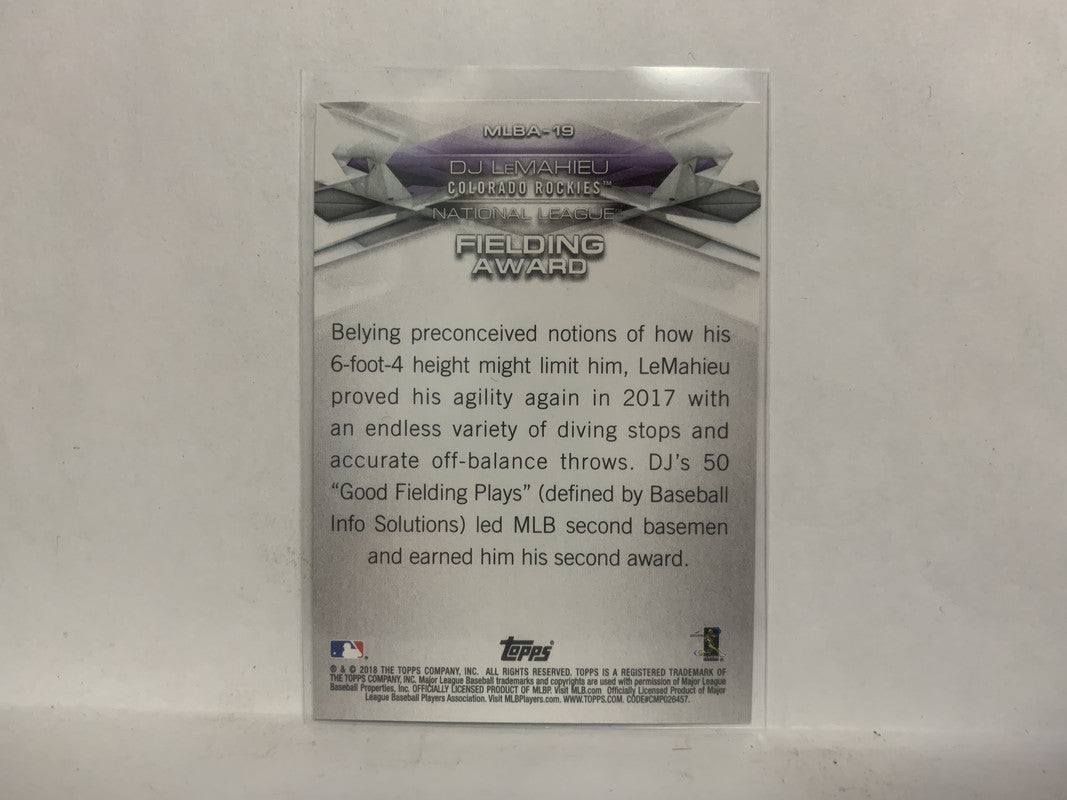 MLBA-19
DJ LeMAHIEU
COLORADO ROCKIES™
NATIONAL LEAGUE™
FIELDING
AWARD
Belying preconceived notions of how his
6-foot-4 height might limit him, LeMahieu
proved his agility again in 2017 with
an endless variety of diving stops and
accurate off-balance throws. DJ's 50
“Good Fielding Plays” (defined by Baseball
Info Solutions) led MLB second basemen
and earned him his second award.
Topps®
® & © 2018 THE TOPPS COMPANY, INC. ALL RIGHTS RESERVED. TOPPS IS A REGISTERED TRADEMARK OF
THE TOPPS COMPANY, INC. Major League Baseball trademarks and copyrights are used with permission of Major League
Baseball Properties, Inc. OFFICIALLY LICENSED PRODUCT OF MLBP. Visit MLB.com Officially Licensed Product of Major
League Baseball Players Association. Visit MLBPlayers.com. WWW.TOPPS.COM. CODE#CMP026457.